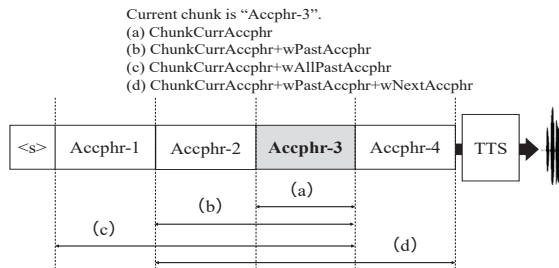 Current chunk is “Accphr-3”.
(a) ChunkCurrAccphr
(b) ChunkCurrAccphr+wPastAccphr
(c) ChunkCurrAccphr+wAllPastAccphr
(d) ChunkCurrAccphr+wPastAccphr+wNextAccphr
<s> Accphr-1 Accphr-2 Accphr-3 Accphr-4 TTS
(a)
(b)
(c)
(d)